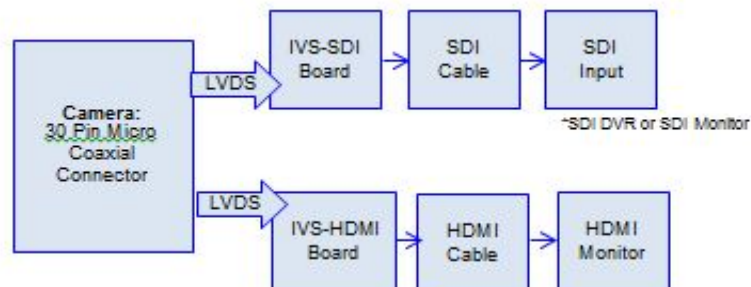 Camera:
30 Pin Micro
Coaxial
Connector
LVDS
IVS-SDI
Board
SDI
Cable
SDI
Input
*SDI DVR or SDI Monitor
LVDS
IVS-HDMI
Board
HDMI
Cable
HDMI
Monitor